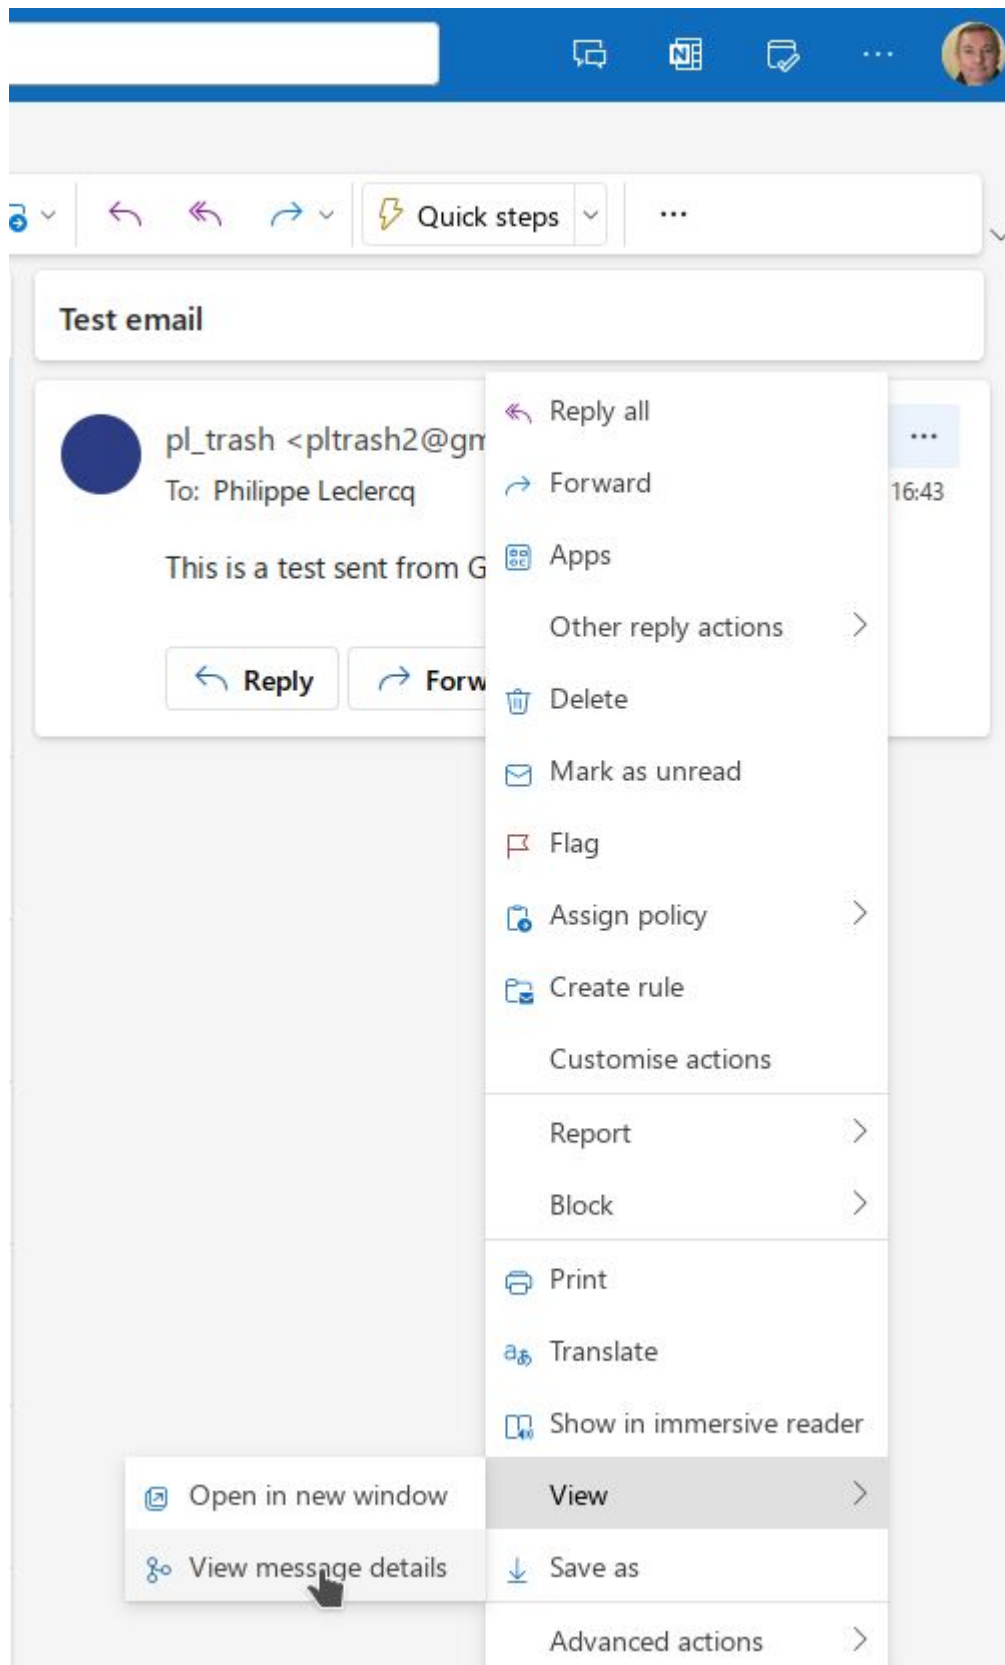 Quick steps
Test email
pl_trash <pltrash2@gm
To: Philippe Leclercq
16:43
This is a test sent from G
Reply
Forw
Reply all
Forward
Apps
Other reply actions
Delete
Mark as unread
Flag
Assign policy
Create rule
Customise actions
Report
Block
Print
Translate
Show in immersive reader
View
Open in new window
View message details
Save as
Advanced actions